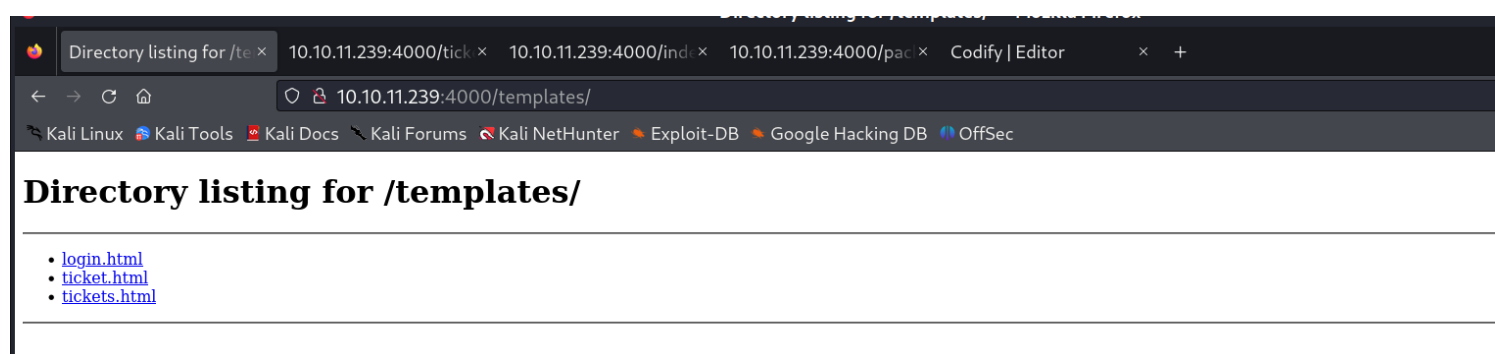 Directory listing for /te
10.10.11.239:4000/tick
10.10.11.239:4000/inde
10.10.11.239:4000/pac
Codify | Editor
10.10.11.239:4000/templates/
Kali Linux Kali Tools Kali Docs Kali Forums Kali NetHunter Exploit-DB Google Hacking DB OffSec
Directory listing for /templates/
login.html
ticket.html
tickets.html